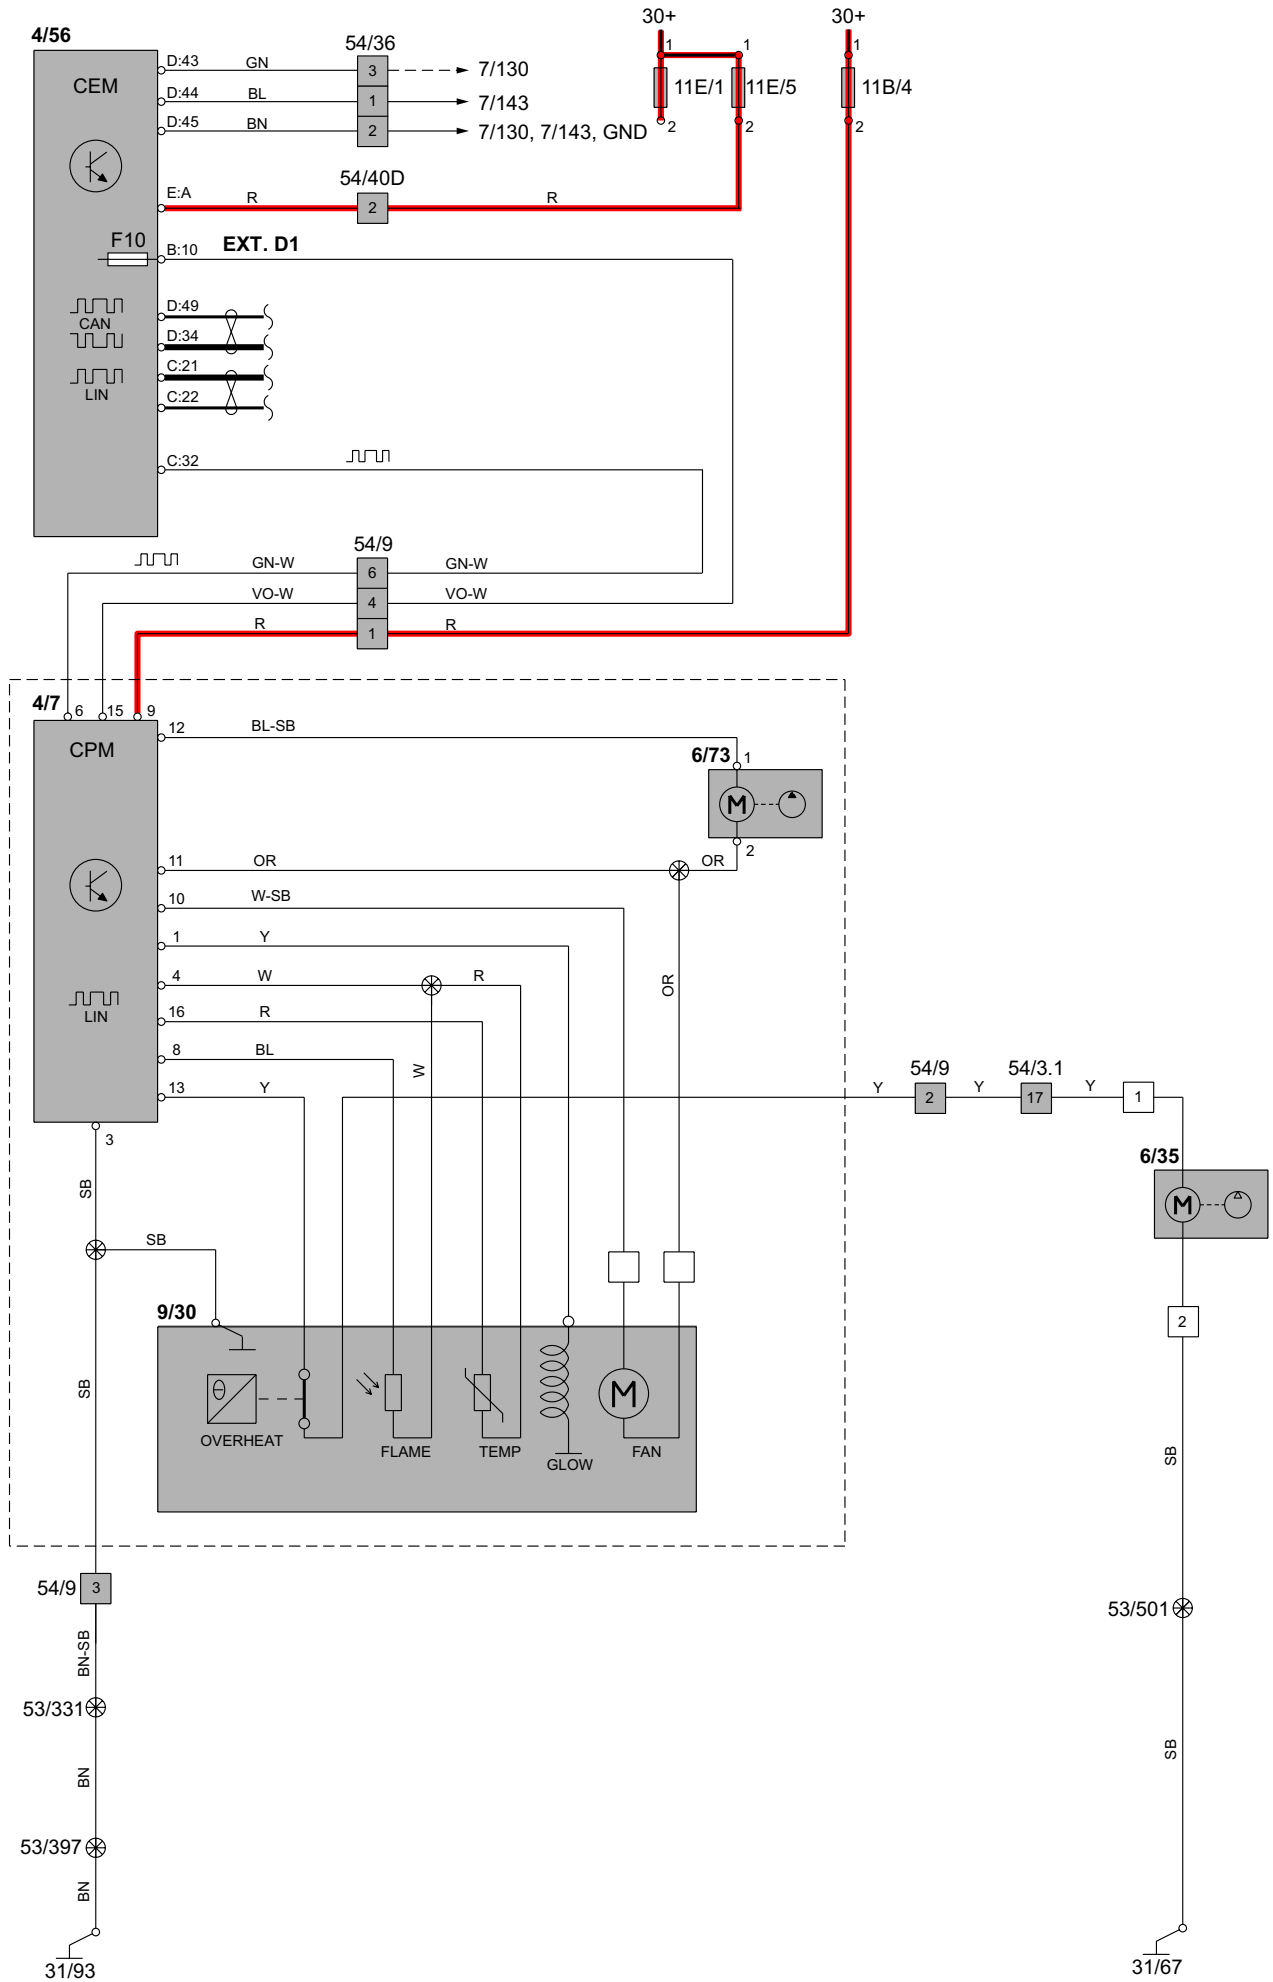 30+ 30+
4/56 54/36 1 1 1
CEM D:43 GN 3 7/130
11E/1 11E/5 11B/4
D:44 BL 1 7/143
D:45 BN 2 7/130, 7/143, GND 2 2 2
54/40D
E:A R 2 R
F10 B:10 EXT. D1
D:49
CAN
D:34
C:21
LIN
C:22
C:32
54/9
GN-W 6 GN-W
VO-W 4 VO-W
R 1 R
4/7 6 15 9
CPM 12 BL-SB
6/73 1
M
2
11 OR OR
10 W-SB
1 Y
4 W R
OR
LIN
16 R
8 BL
W
13 Y
54/9 54/3.1
Y 2 Y 17 Y 1
3
6/35
M
SB
SB
9/30
2
SB
Θ M
OVERHEAT FLAME TEMP GLOW FAN
SB
54/9 3
53/501
BN-SB
53/331
SB
BN
53/397
BN
31/93 31/67